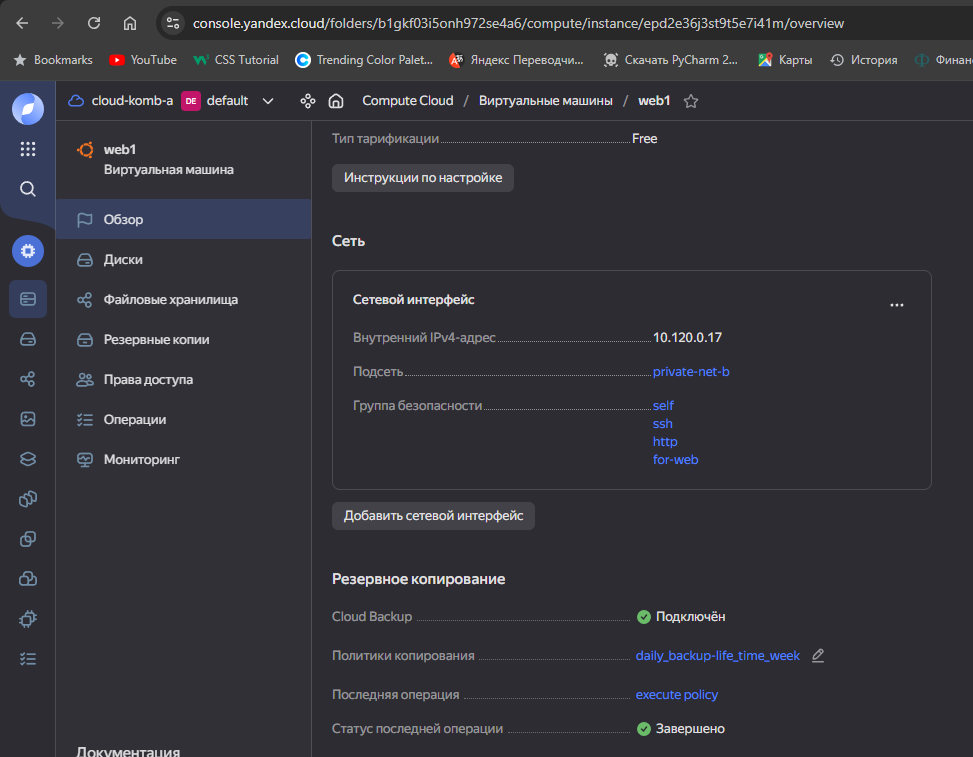 console.yandex.cloud/folders/b1gkf03i5onh972se4a6/compute/instance/epd2e36j3st9t5e7i41m/overview
Bookmarks YouTube CSS Tutorial Trending Color Palet... Яндекс Переводчи... Скачать PyCharm 2... Карты История Финан
cloud-komb-a DE default Compute Cloud / Виртуальные машины / web1
web1
Виртуальная машина
Обзор
Диски
Файловые хранилища
Резервные копии
Права доступа
Операции
Мониторинг
Документация
Тип тарификации Free
Инструкции по настройке
Сеть
Сетевой интерфейс
Внутренний IPv4-адрес 10.120.0.17
Подсеть private-net-b
Группа безопасности self
ssh
http
for-web
Добавить сетевой интерфейс
Резервное копирование
Cloud Backup Подключён
Политики копирования daily_backup-life_time_week
Последняя операция execute policy
Статус последней операции Завершено